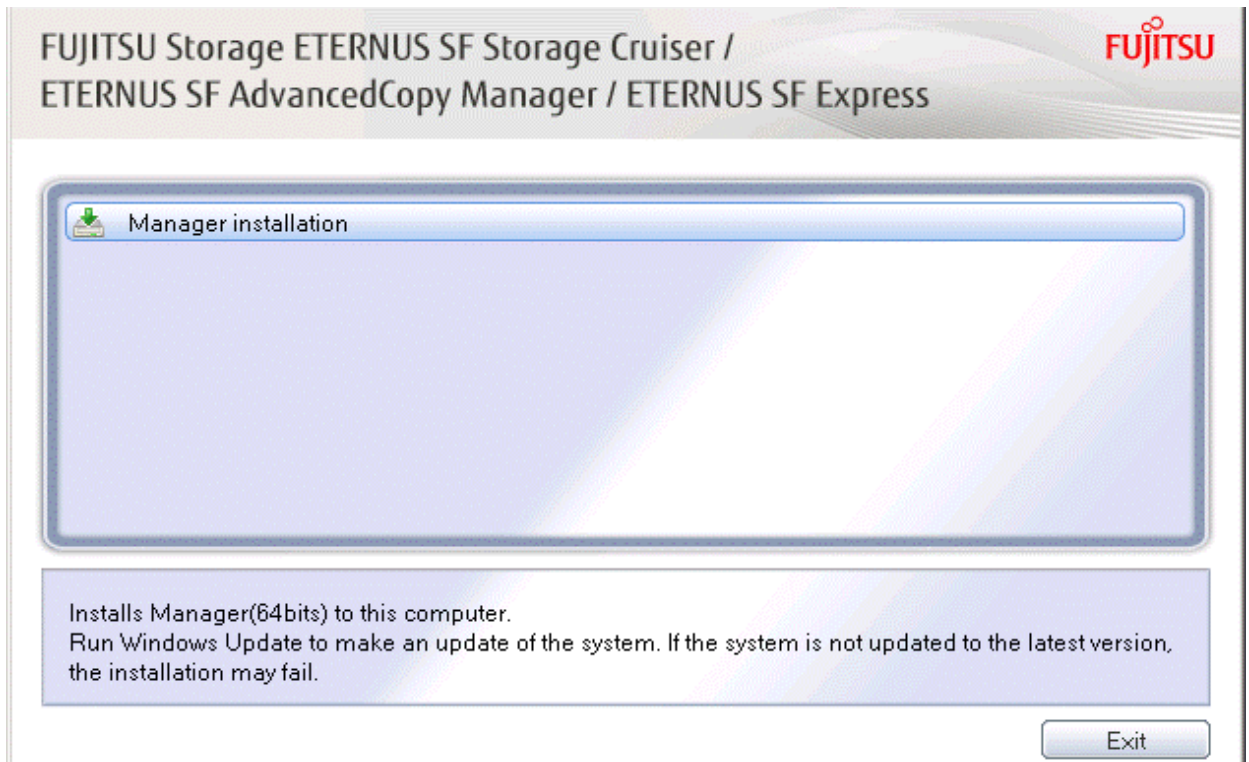 FUJITSU Storage ETERNUS SF Storage Cruiser /
ETERNUS SF AdvancedCopy Manager / ETERNUS SF Express
FUJITSU
Manager installation
Installs Manager(64bits) to this computer.
Run Windows Update to make an update of the system. If the system is not updated to the latest version,
the installation may fail.
Exit